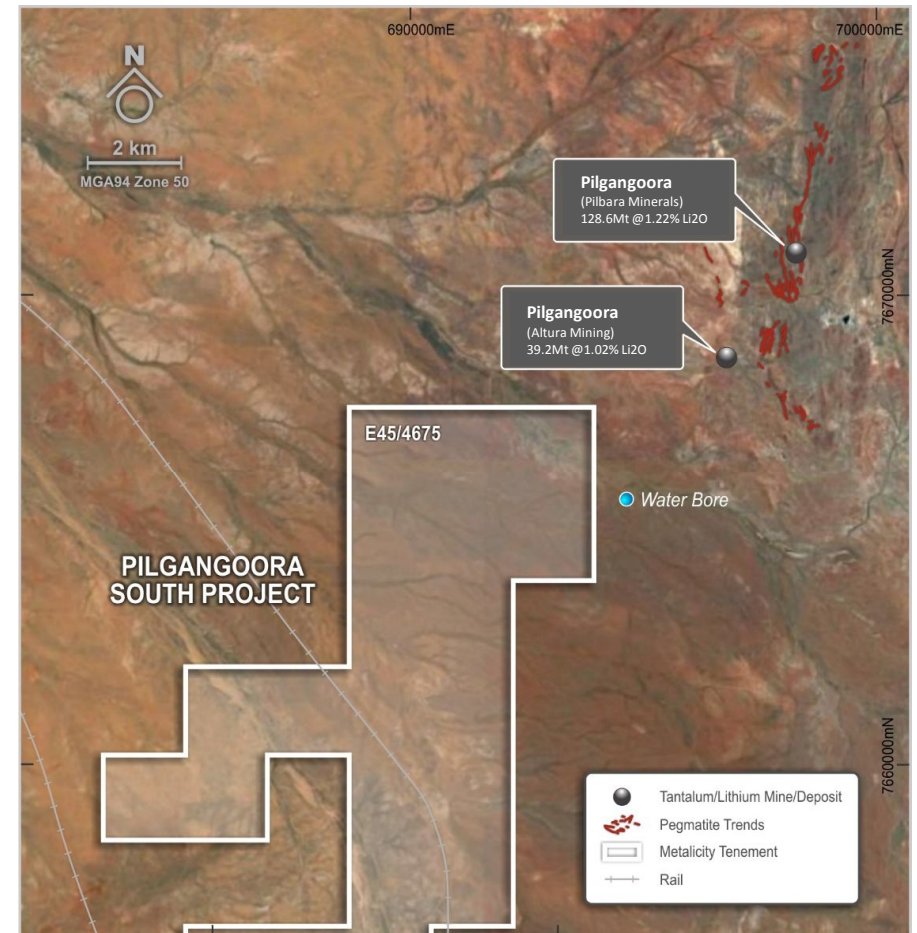 690000mE
700000mE
N
2 km
MGA94 Zone 50
Pilgangoora
(Pilbara Minerals)
128.6Mt @1.22% Li2O
7670000mN
Pilgangoora
(Altura Mining)
39.2Mt @1.02% Li2O
E45/4675
Water Bore
PILGANGOORA
SOUTH PROJECT
7660000mN
Tantalum/Lithium Mine/Deposit
Pegmatite Trends
Metalicity Tenement
Rail